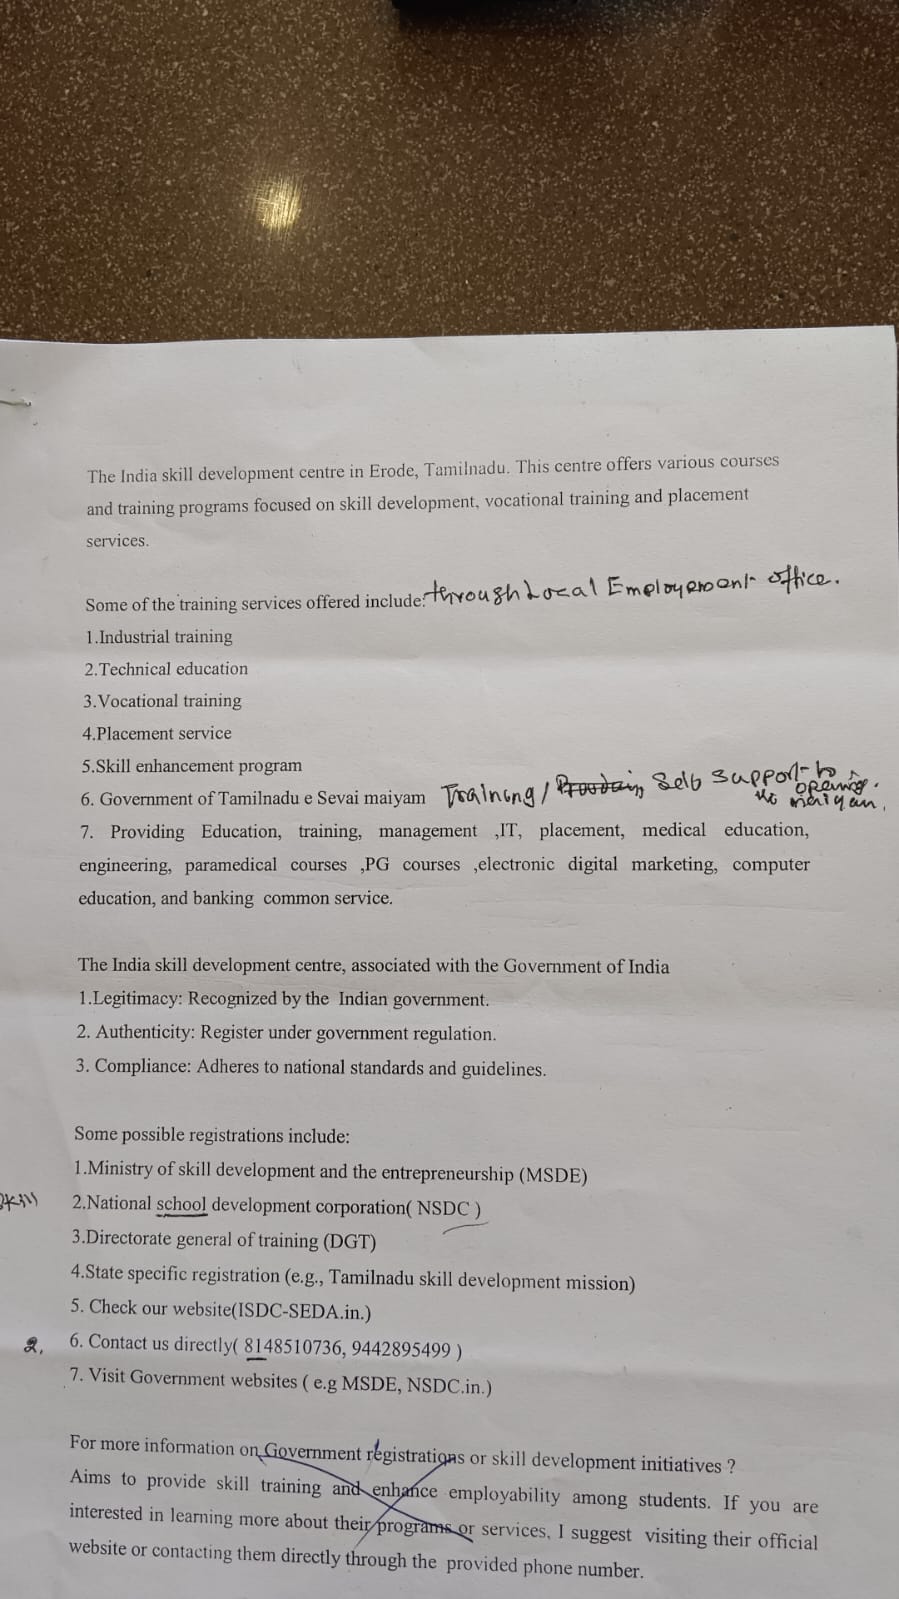 The India skill development centre in Erode, Tamilnadu. This centre offers various courses
and training programs focused on skill development, vocational training and placement
services.
Some of the training services offered include: through Local Employement office.
1.Industrial training
2.Technical education
3.Vocational training
4.Placement service
5.Skill enhancement program
6. Government of Tamilnadu e Sevai maiyam Training / Self support to
opening.
the maiyam.
7. Providing Education, training, management ,IT, placement, medical education,
engineering, paramedical courses ,PG courses ,electronic digital marketing, computer
education, and banking common service.
The India skill development centre, associated with the Government of India
1.Legitimacy: Recognized by the Indian government.
2. Authenticity: Register under government regulation.
3. Compliance: Adheres to national standards and guidelines.
Some possible registrations include:
1.Ministry of skill development and the entrepreneurship (MSDE)
Skill 2.National school development corporation( NSDC )
3.Directorate general of training (DGT)
4.State specific registration (e.g., Tamilnadu skill development mission)
5. Check our website(ISDC-SEDA.in.)
2, 6. Contact us directly( 8148510736, 9442895499 )
7. Visit Government websites ( e.g MSDE, NSDC.in.)
For more information on Government registrations or skill development initiatives ?
Aims to provide skill training and enhance employability among students. If you are
interested in learning more about their programs or services, I suggest visiting their official
website or contacting them directly through the provided phone number.